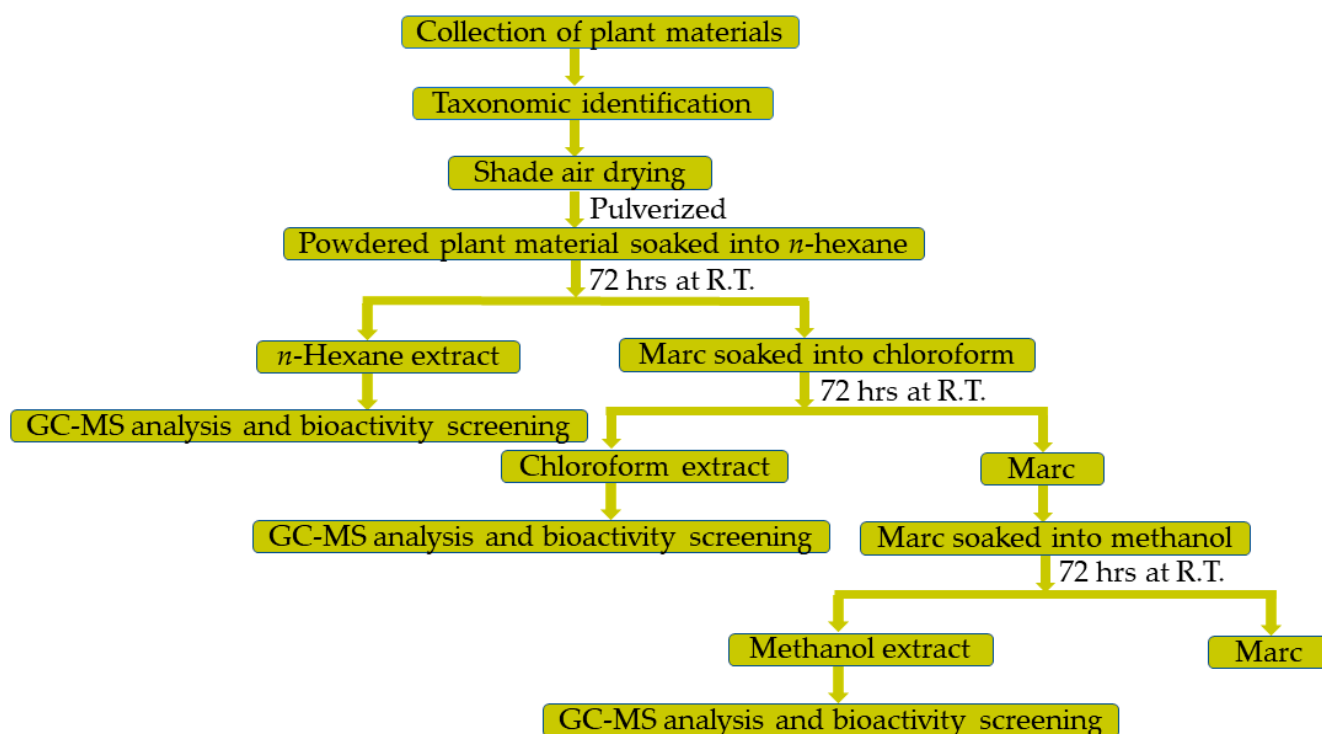 Collection of plant materials
Taxonomic identification
Shade air drying
Pulverized
Powdered plant material soaked into n-hexane
72 hrs at R.T.
n-Hexane extract
Marc soaked into chloroform
72 hrs at R.T.
GC-MS analysis and bioactivity screening
Chloroform extract
Marc
GC-MS analysis and bioactivity screening
Marc soaked into methanol
72 hrs at R.T.
Methanol extract
Marc
GC-MS analysis and bioactivity screening